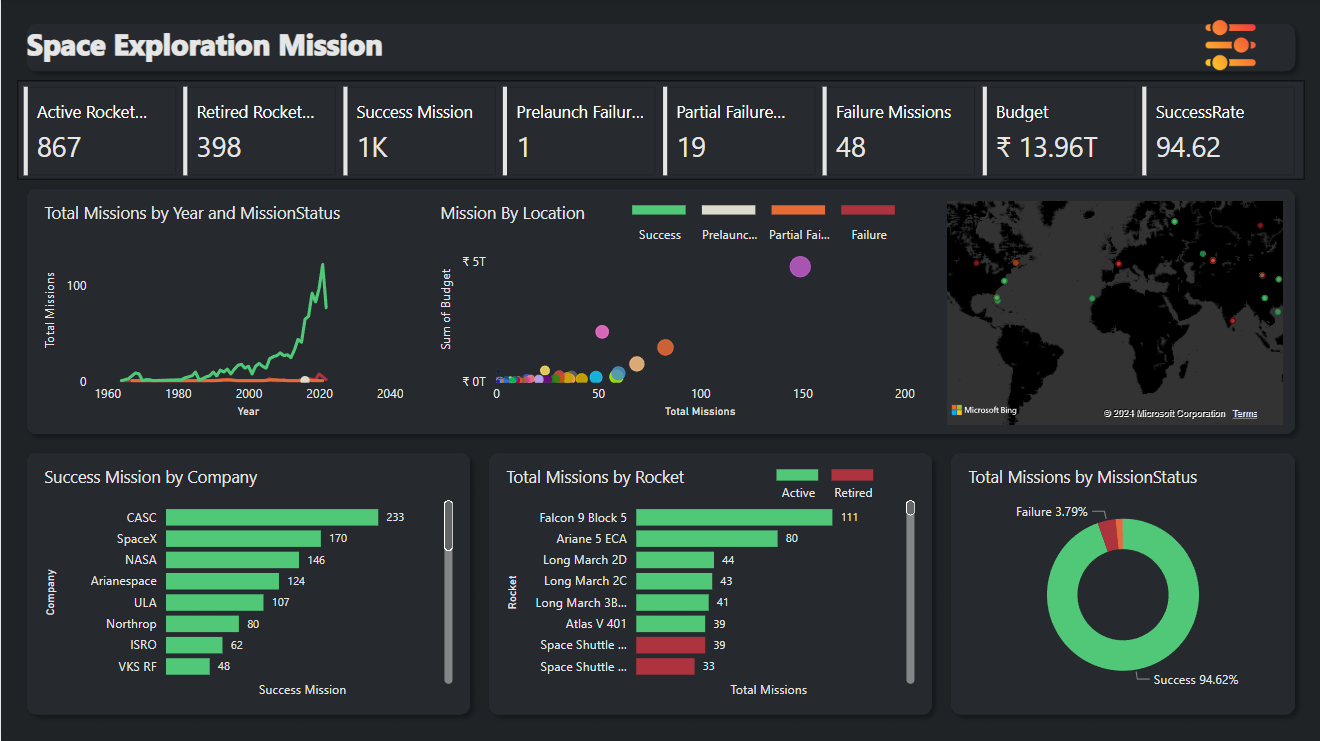 Space Exploration Mission
Active Rocket...
867
Retired Rocket...
398
Success Mission
1K
Prelaunch Failur...
1
Partial Failure...
19
Failure Missions
48
Budget
₹ 13.96T
SuccessRate
94.62
Total Missions by Year and MissionStatus
Total Missions
100
0
1960
1980
2000
2020
2040
Year
Mission By Location
Success
Prelaunc...
Partial Fai...
Failure
Sum of Budget
₹ 5T
₹ 0T
0
50
100
150
200
Total Missions
Microsoft Bing
© 2024 Microsoft Corporation
Terms
Success Mission by Company
Company
CASC 233
SpaceX 170
NASA 146
Arianespace 124
ULA 107
Northrop 80
ISRO 62
VKS RF 48
Success Mission
Total Missions by Rocket
Active
Retired
Rocket
Falcon 9 Block 5 111
Ariane 5 ECA 80
Long March 2D 44
Long March 2C 43
Long March 3B... 41
Atlas V 401 39
Space Shuttle ... 39
Space Shuttle ... 33
Total Missions
Total Missions by MissionStatus
Failure 3.79%
Success 94.62%